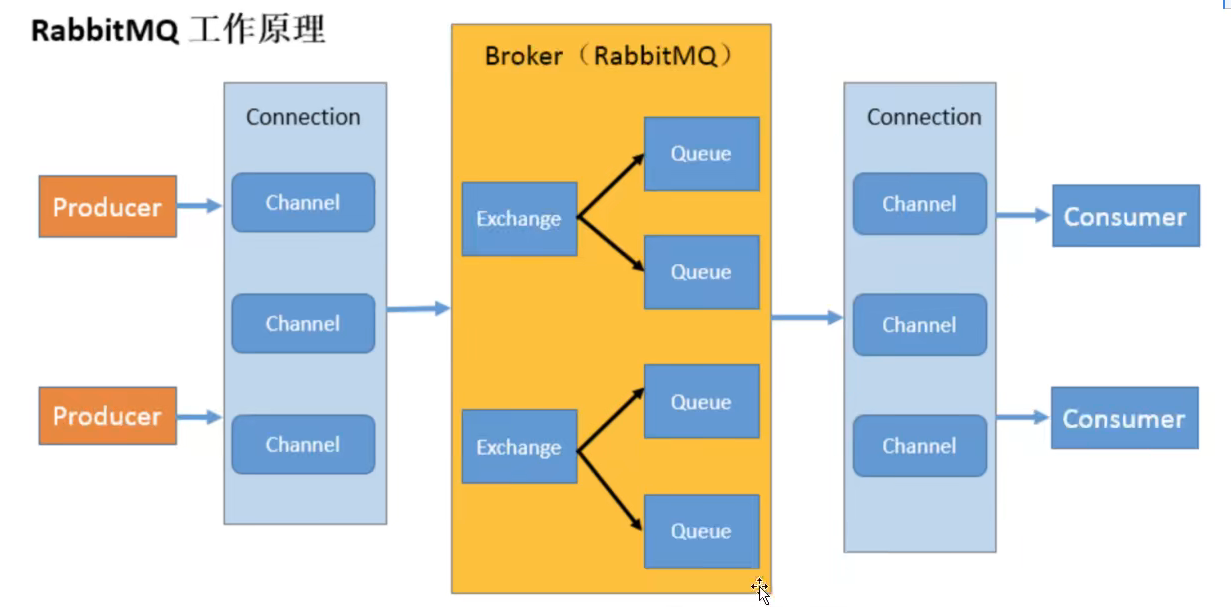 RabbitMQ 工作原理
Broker（RabbitMQ）
Connection
Connection
Producer
Channel
Exchange
Queue
Channel
Consumer
Queue
Channel
Channel
Producer
Channel
Exchange
Queue
Channel
Consumer
Queue